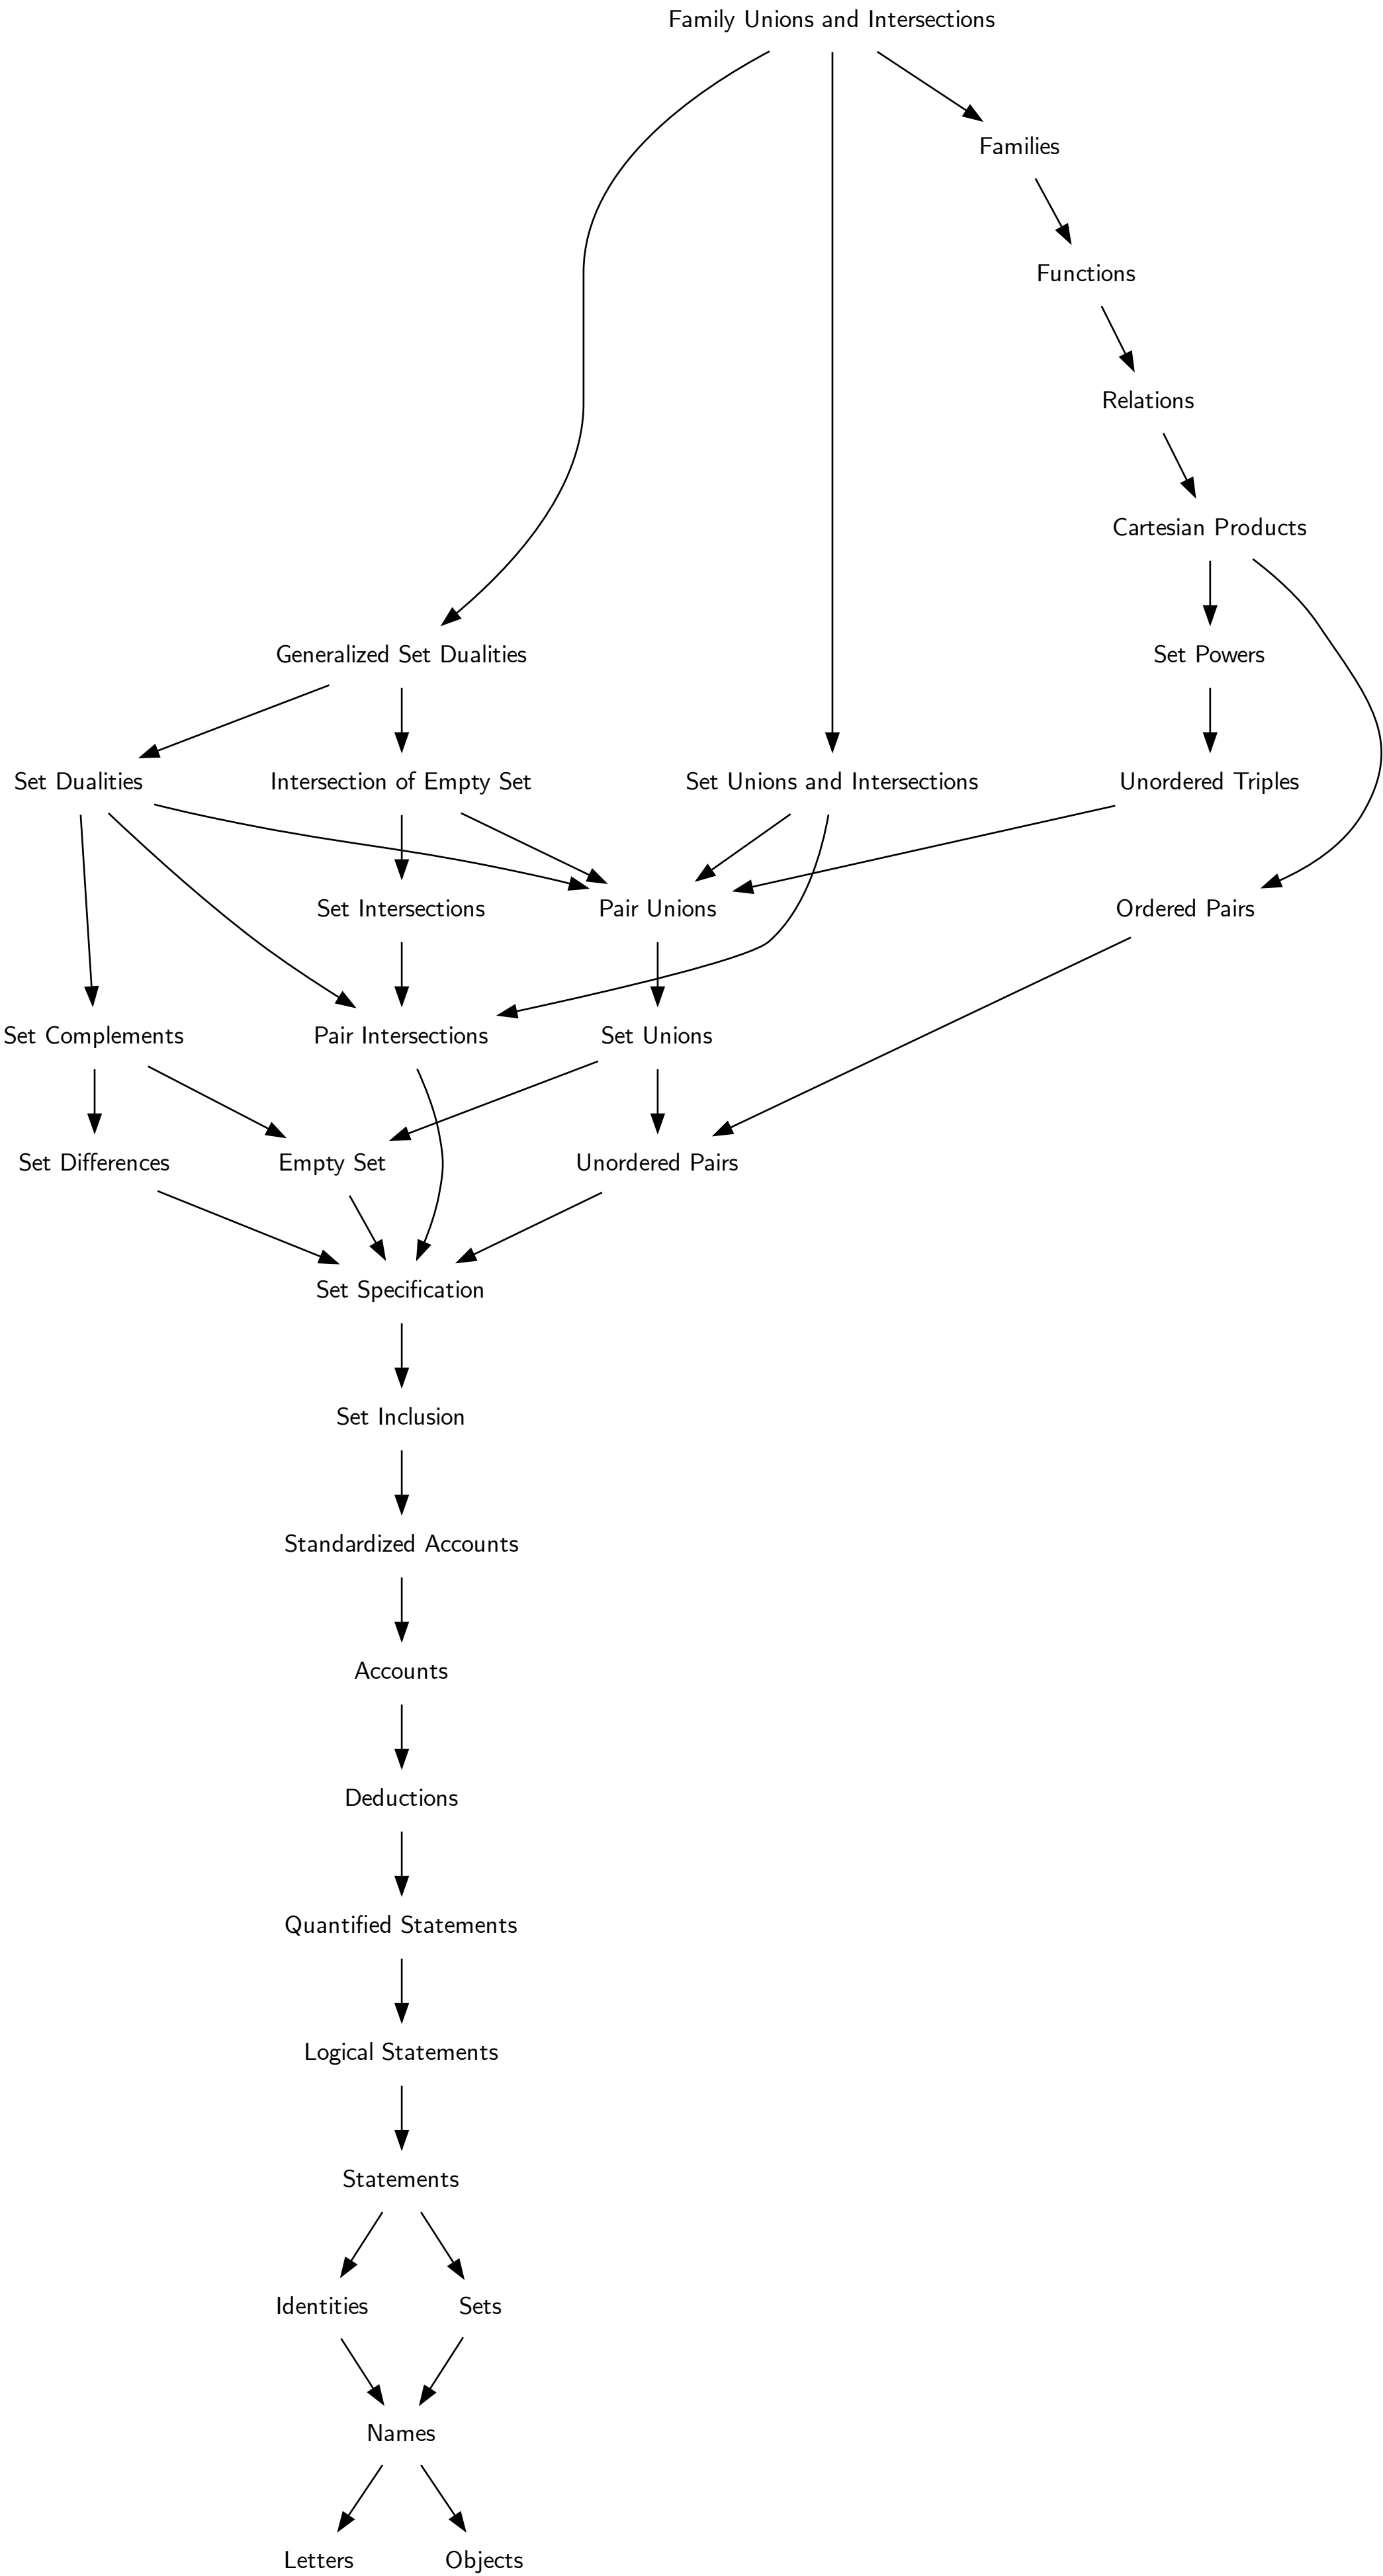 Family Unions and Intersections
Families
Functions
Relations
Cartesian Products
Generalized Set Dualities
Set Powers
Set Dualities
Intersection of Empty Set
Set Unions and Intersections
Unordered Triples
Set Intersections
Pair Unions
Ordered Pairs
Set Complements
Pair Intersections
Set Unions
Set Differences
Empty Set
Unordered Pairs
Set Specification
Set Inclusion
Standardized Accounts
Accounts
Deductions
Quantified Statements
Logical Statements
Statements
Identities
Sets
Names
Letters
Objects